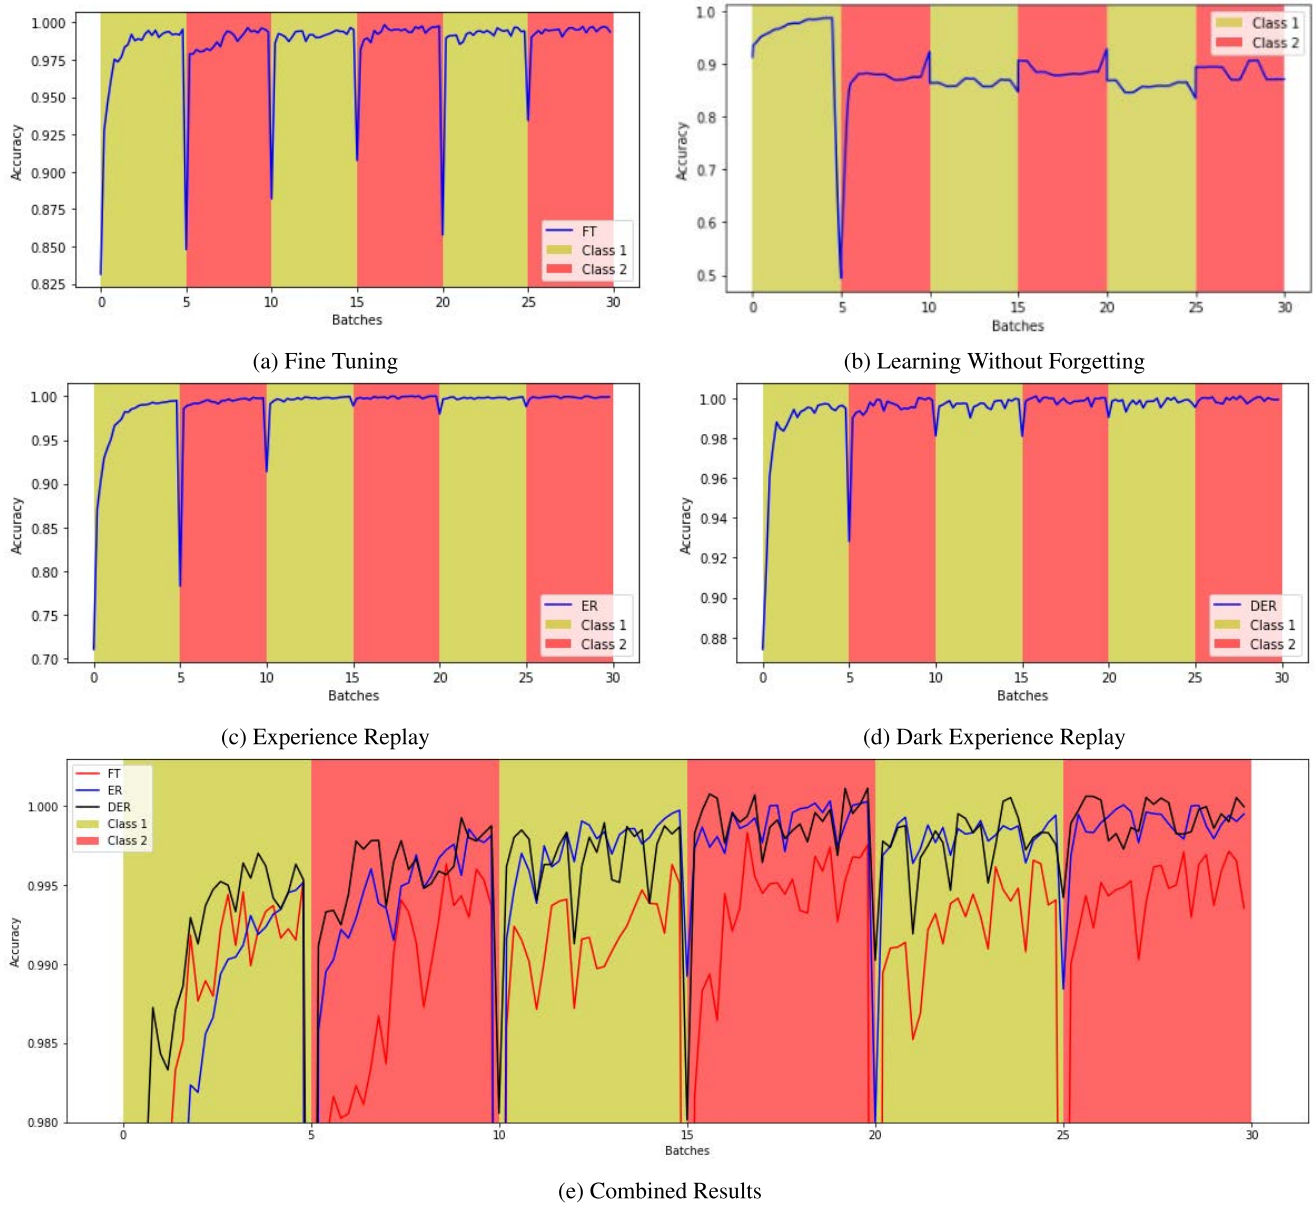 1.000
0.975
0.950
0.925
0.900
0.875
0.850
0.825
Accuracy
0 5 10 15 20 25 30
Batches
FT
Class 1
Class 2
(a) Fine Tuning
1.0
0.9
0.8
0.7
0.6
0.5
Accuracy
0 5 10 15 20 25 30
Batches
Class 1
Class 2
(b) Learning Without Forgetting
1.00
0.95
0.90
0.85
0.80
0.75
0.70
Accuracy
0 5 10 15 20 25 30
Batches
ER
Class 1
Class 2
(c) Experience Replay
1.00
0.98
0.96
0.94
0.92
0.90
0.88
Accuracy
0 5 10 15 20 25 30
Batches
DER
Class 1
Class 2
(d) Dark Experience Replay
FT
ER
DER
Class 1
Class 2
1.000
0.995
0.990
0.985
0.980
Accuracy
0 5 10 15 20 25 30
Batches
(e) Combined Results